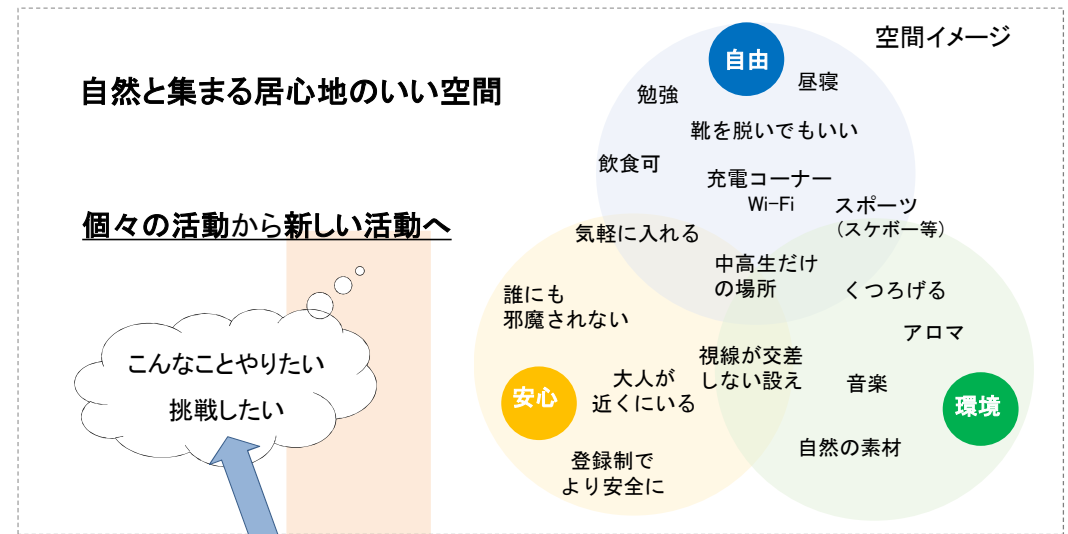 空間イメージ
自然と集まる居心地のいい空間
個々の活動から新しい活動へ
こんなことやりたい
挑戦したい
自由
昼寝
勉強
靴を脱いでもいい
飲食可
充電コーナー
Wi-Fi
スポーツ
（スケボー等）
気軽に入れる
中高生だけ
の場所
くつろげる
誰にも
邪魔されない
アロマ
視線が交差
しない設え
大人が
近くにいる
音楽
安心
環境
自然の素材
登録制で
より安全に